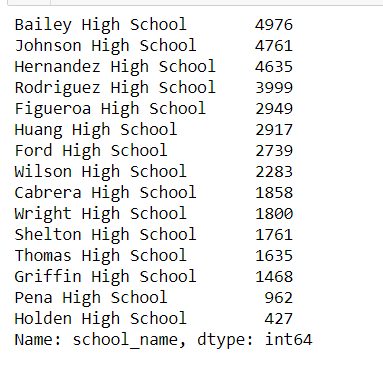 Bailey High School 4976
Johnson High School 4761
Hernandez High School 4635
Rodriguez High School 3999
Figueroa High School 2949
Huang High School 2917
Ford High School 2739
Wilson High School 2283
Cabrera High School 1858
Wright High School 1800
Shelton High School 1761
Thomas High School 1635
Griffin High School 1468
Pena High School 962
Holden High School 427
Name: school_name, dtype: int64